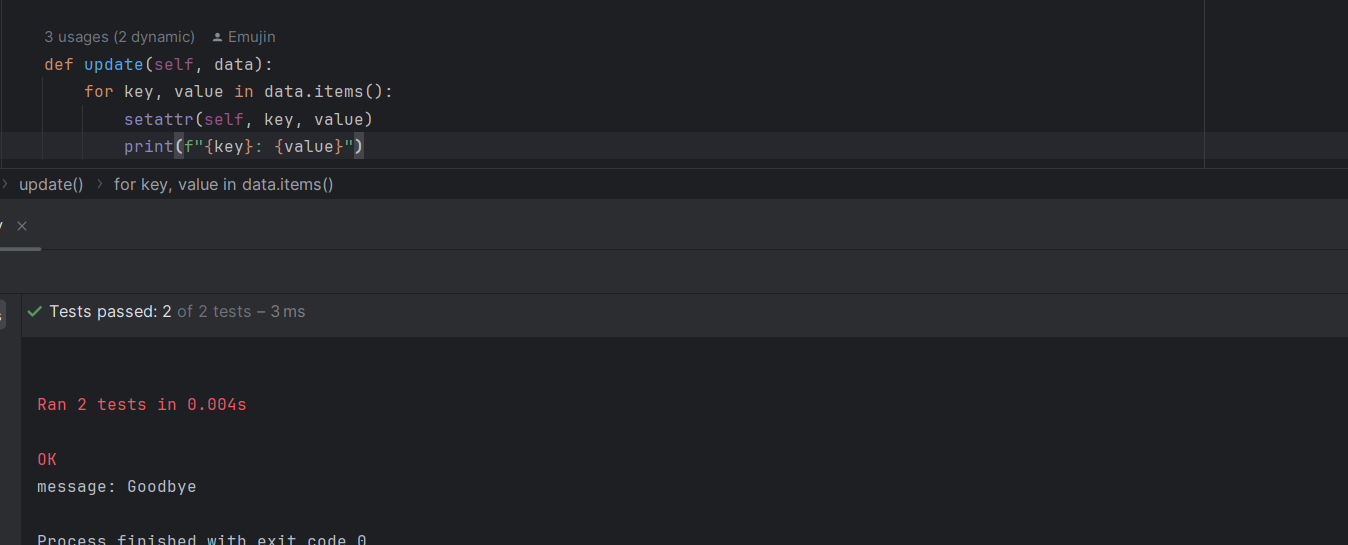 3 usages (2 dynamic) Emujin
def update(self, data):
for key, value in data.items():
setattr(self, key, value)
print(f"{key}: {value}")
update() > for key, value in data.items()
Tests passed: 2 of 2 tests – 3 ms
Ran 2 tests in 0.004s
OK
message: Goodbye
Process finished with exit code 0